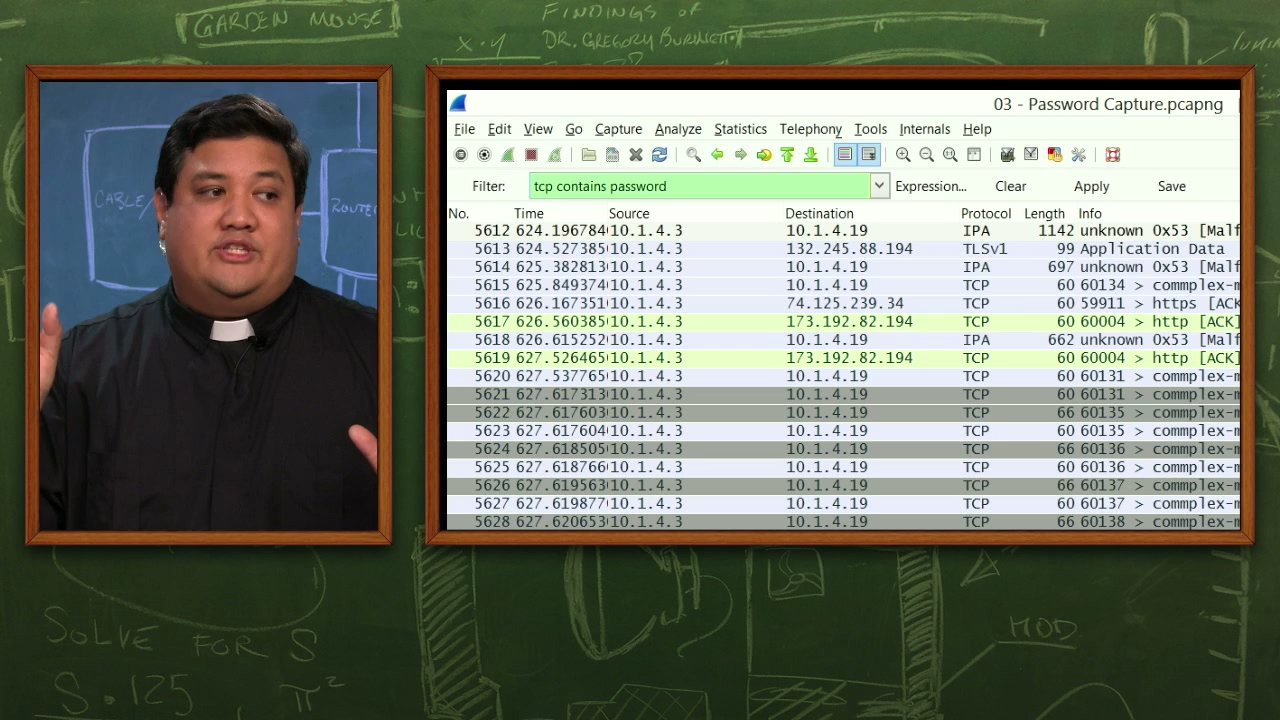 GARDEN MOUSE
FINDINGS OF
DR. GREGORY BURNETT
X · Y
CABLE/
ROUTE
03 - Password Capture.pcapng
File Edit View Go Capture Analyze Statistics Telephony Tools Internals Help
Filter: tcp contains password Expression... Clear Apply Save
No. Time Source Destination Protocol Length Info
5612 624.196784 10.1.4.3 10.1.4.19 IPA 1142 unknown 0x53 [Malf
5613 624.527385 10.1.4.3 132.245.88.194 TLSv1 99 Application Data
5614 625.382813 10.1.4.3 10.1.4.19 IPA 697 unknown 0x53 [Malf
5615 625.849374 10.1.4.3 10.1.4.19 TCP 60 60134 > commplex-m
5616 626.167351 10.1.4.3 74.125.239.34 TCP 60 59911 > https [ACK
5617 626.560385 10.1.4.3 173.192.82.194 TCP 60 60004 > http [ACK]
5618 626.615252 10.1.4.3 10.1.4.19 IPA 662 unknown 0x53 [Malf
5619 627.526465 10.1.4.3 173.192.82.194 TCP 60 60004 > http [ACK]
5620 627.537765 10.1.4.3 10.1.4.19 TCP 60 60131 > commplex-m
5621 627.617313 10.1.4.3 10.1.4.19 TCP 60 60131 > commplex-m
5622 627.617603 10.1.4.3 10.1.4.19 TCP 66 60135 > commplex-m
5623 627.617604 10.1.4.3 10.1.4.19 TCP 60 60135 > commplex-m
5624 627.618505 10.1.4.3 10.1.4.19 TCP 66 60136 > commplex-m
5625 627.618766 10.1.4.3 10.1.4.19 TCP 60 60136 > commplex-m
5626 627.619563 10.1.4.3 10.1.4.19 TCP 66 60137 > commplex-m
5627 627.619877 10.1.4.3 10.1.4.19 TCP 60 60137 > commplex-m
5628 627.620653 10.1.4.3 10.1.4.19 TCP 66 60138 > commplex-m
SOLVE FOR S
S · 125
π²
MOD